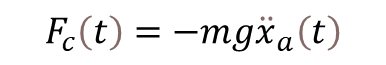 F_c(t) = −mgẍ_a(t)